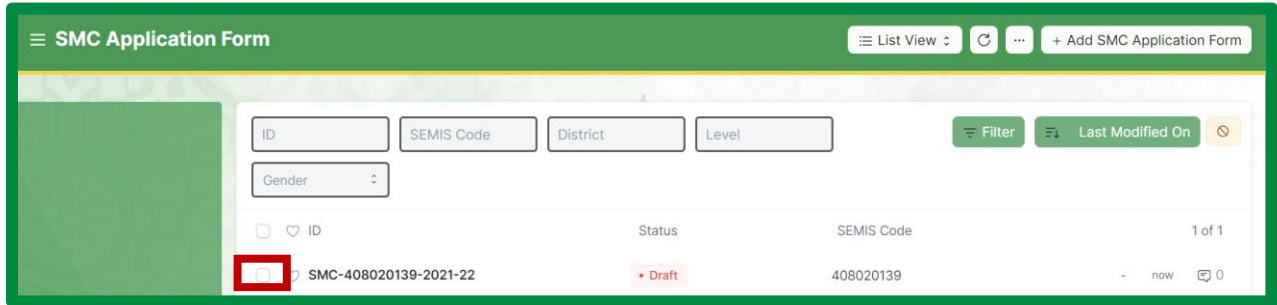 SMC Application Form
List View
...
+ Add SMC Application Form
ID
SEMIS Code
District
Level
Filter
Last Modified On
Gender
ID Status SEMIS Code 1 of 1
SMC-408020139-2021-22 • Draft 408020139 - now 0